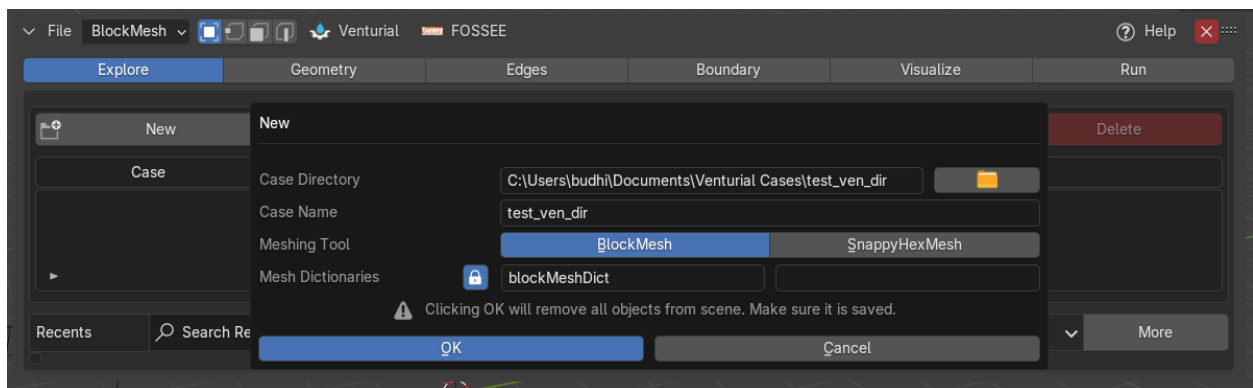 File BlockMesh Venturial FOSSEE Help
Explore Geometry Edges Boundary Visualize Run
New Delete
Case
New
Case Directory C:\Users\budhi\Documents\Venturial Cases\test_ven_dir
Case Name test_ven_dir
Meshing Tool BlockMesh SnappyHexMesh
Mesh Dictionaries blockMeshDict
Clicking OK will remove all objects from scene. Make sure it is saved.
OK Cancel
Recents Search Re More